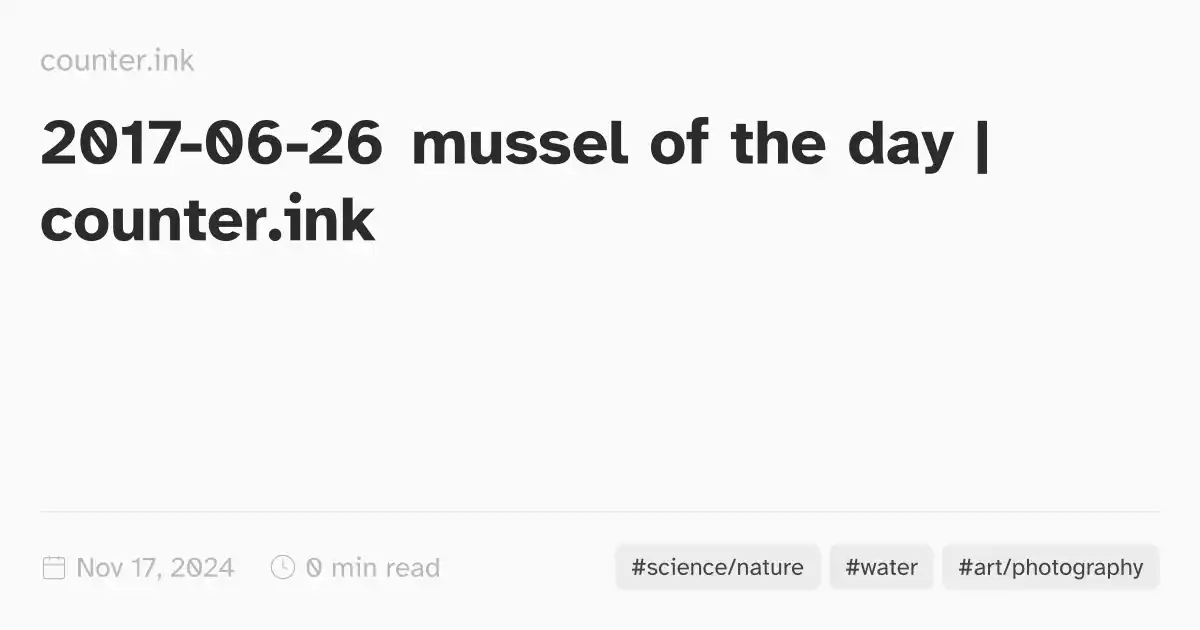 counter.ink
2017-06-26 mussel of the day |
counter.ink
Nov 17, 2024 0 min read #science/nature #water #art/photography